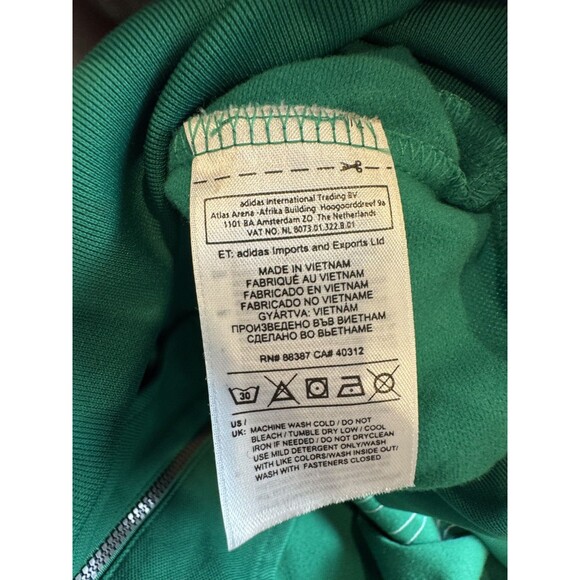 adidas International Trading BV
Atlas Arena -Afrika Building Hoogoorddreef 9a
1101 BA Amsterdam ZO The Netherlands
VAT NO. NL 8073.01.322.B.01
ET: adidas Imports and Exports Ltd
MADE IN VIETNAM
FABRIQUÉ AU VIETNAM
FABRICADO EN VIETNAM
FABRICADO NO VIETNAME
GYÁRTVA: VIETNÁM
ПРОИЗВЕДЕНО ВЪВ ВИЕТНАМ
СДЕЛАНО ВО ВЬЕТНАМЕ
RN# 88387 CA# 40312
30
US / UK: MACHINE WASH COLD / DO NOT
BLEACH / TUMBLE DRY LOW / COOL
IRON IF NEEDED / DO NOT DRYCLEAN
USE MILD DETERGENT ONLY/WASH
WITH LIKE COLORS/WASH INSIDE OUT/
WASH WITH FASTENERS CLOSED